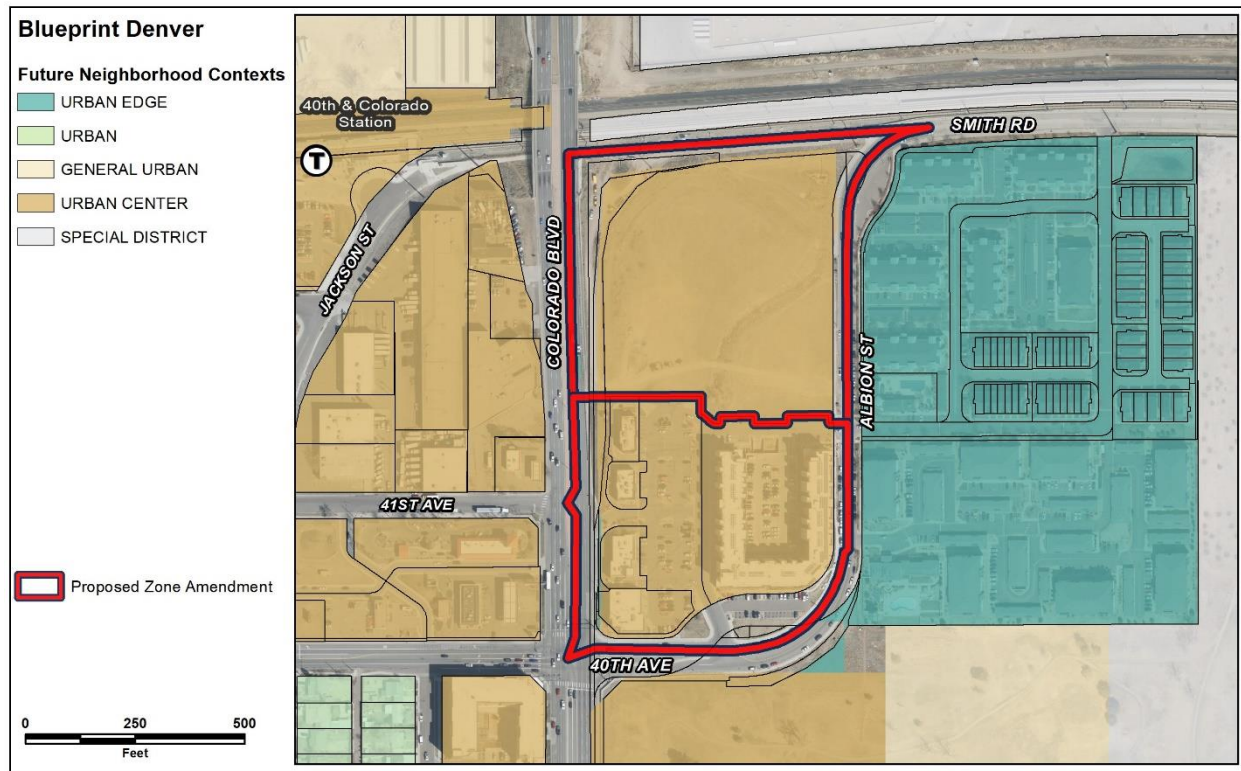 Blueprint Denver
Future Neighborhood Contexts
URBAN EDGE
URBAN
GENERAL URBAN
URBAN CENTER
SPECIAL DISTRICT
Proposed Zone Amendment
0 250 500
Feet
40th & Colorado
Station
T
SMITH RD
JACKSON ST
COLORADO BLVD
ALBION ST
41ST AVE
40TH AVE